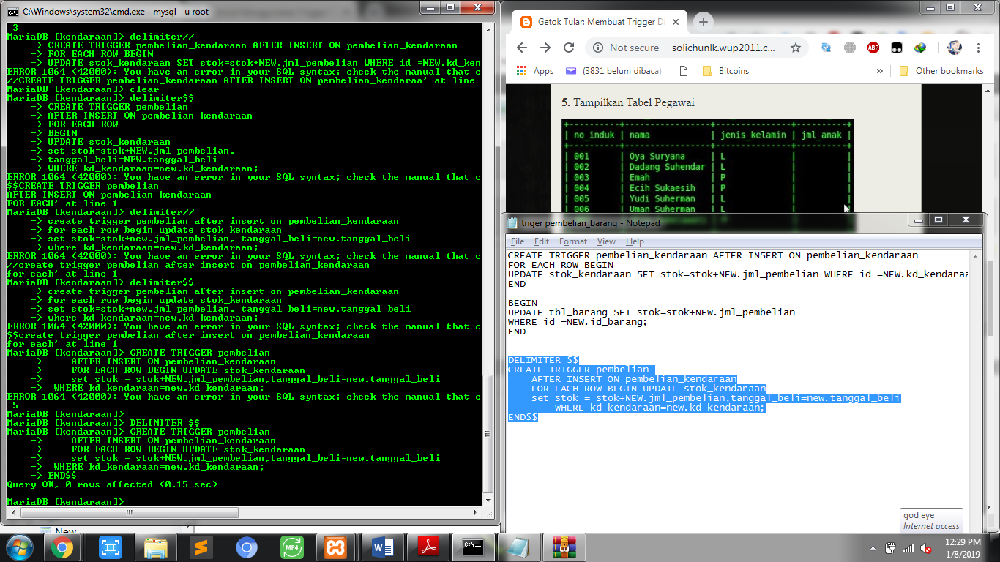 C:\Windows\system32\cmd.exe - mysql  -u root
3
MariaDB [kendaraan]> delimiter//
-> CREATE TRIGGER pembelian_kendaraan AFTER INSERT ON pembelian_kendaraan
-> FOR EACH ROW BEGIN
-> UPDATE stok_kendaraan SET stok=stok+NEW.jml_pembelian WHERE id =NEW.kd_ken
ERROR 1064 (42000): You have an error in your SQL syntax; check the manual that c
//CREATE TRIGGER pembelian_kendaraan AFTER INSERT ON pembelian_kendaraa' at line
MariaDB [kendaraan]> clear
MariaDB [kendaraan]> delimiter$$
-> CREATE TRIGGER pembelian
-> AFTER INSERT ON pembelian_kendaraan
-> FOR EACH ROW
-> BEGIN
-> UPDATE stok_kendaraan
-> set stok=stok+NEW.jml_pembelian,
-> tanggal_beli=NEW.tanggal_beli
-> WHERE kd_kendaraan=new.kd_kendaraan;
ERROR 1064 (42000): You have an error in your SQL syntax; check the manual that c
$$CREATE TRIGGER pembelian
AFTER INSERT ON pembelian_kendaraan
FOR EACH' at line 1
MariaDB [kendaraan]> delimiter//
-> create trigger pembelian after insert on pembelian_kendaraan
-> for each row begin update stok_kendaraan
-> set stok=stok+new.jml_pembelian, tanggal_beli=new.tanggal_beli
-> where kd_kendaraan=new.kd_kendaraan;
ERROR 1064 (42000): You have an error in your SQL syntax; check the manual that c
//create trigger pembelian after insert on pembelian_kendaraan
for each' at line 1
MariaDB [kendaraan]> delimiter$$
-> create trigger pembelian after insert on pembelian_kendaraan
-> for each row begin update stok_kendaraan
-> set stok=stok+new.jml_pembelian, tanggal_beli=new.tanggal_beli
-> where kd_kendaraan=new.kd_kendaraan;
ERROR 1064 (42000): You have an error in your SQL syntax; check the manual that c
$$create trigger pembelian after insert on pembelian_kendaraan
for each' at line 1
MariaDB [kendaraan]> CREATE TRIGGER pembelian
->     AFTER INSERT ON pembelian_kendaraan
->     FOR EACH ROW BEGIN UPDATE stok_kendaraan
->     set stok = stok+NEW.jml_pembelian,tanggal_beli=new.tanggal_beli
->  WHERE kd_kendaraan=new.kd_kendaraan;
ERROR 1064 (42000): You have an error in your SQL syntax; check the manual that c
5
MariaDB [kendaraan]>
MariaDB [kendaraan]> DELIMITER $$
MariaDB [kendaraan]> CREATE TRIGGER pembelian
->     AFTER INSERT ON pembelian_kendaraan
->     FOR EACH ROW BEGIN UPDATE stok_kendaraan
->     set stok = stok+NEW.jml_pembelian,tanggal_beli=new.tanggal_beli
->  WHERE kd_kendaraan=new.kd_kendaraan;
-> END$$
Query OK, 0 rows affected (0.15 sec)
MariaDB [kendaraan]>
New
Getok Tular: Membuat Trigger D
Not secure | solichunlk.wup2011.c...
ABP
Apps (3831 belum dibaca) Bitcoins » Other bookmarks
5. Tampilkan Tabel Pegawai
| no_induk | nama | jenis_kelamin | jml_anak |
| 001 | Oya Suryana | L | |
| 002 | Dadang Suhendar | L | |
| 003 | Emah | P | |
| 004 | Ecih Sukaesih | P | |
| 005 | Yudi Suherman | L | |
| 006 | Uman Suherman | L | |
triger pembelian_barang - Notepad
File Edit Format View Help
CREATE TRIGGER pembelian_kendaraan AFTER INSERT ON pembelian_kendaraan
FOR EACH ROW BEGIN
UPDATE stok_kendaraan SET stok=stok+NEW.jml_pembelian WHERE id =NEW.kd_kendaraa
END
BEGIN
UPDATE tbl_barang SET stok=stok+NEW.jml_pembelian
WHERE id =NEW.id_barang;
END
DELIMITER $$
CREATE TRIGGER pembelian
AFTER INSERT ON pembelian_kendaraan
FOR EACH ROW BEGIN UPDATE stok_kendaraan
set stok = stok+NEW.jml_pembelian,tanggal_beli=new.tanggal_beli
WHERE kd_kendaraan=new.kd_kendaraan;
END$$
god eye
Internet access
MP4
12:29 PM
1/8/2019